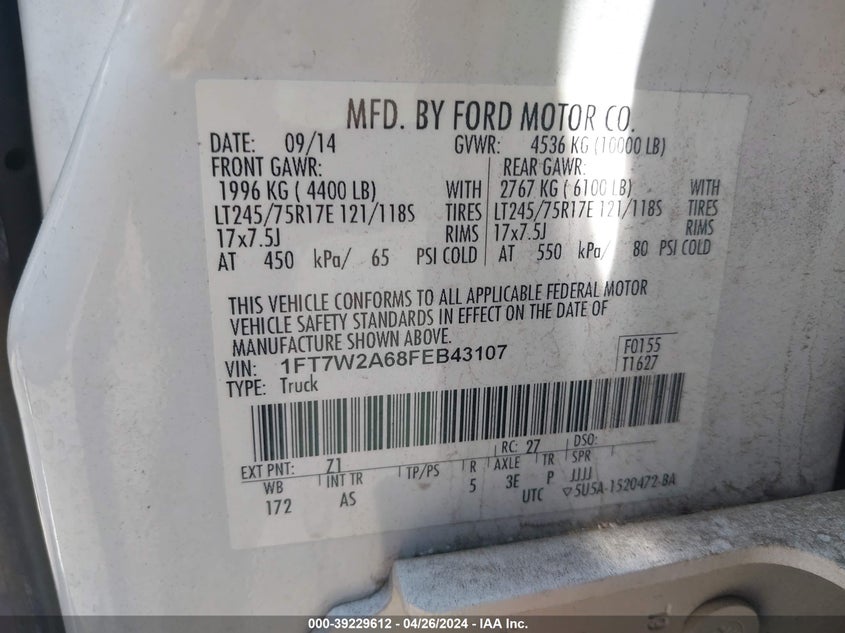 MFD. BY FORD MOTOR CO.
DATE: 09/14 GVWR: 4536 KG (10000 LB)
FRONT GAWR: REAR GAWR:
1996 KG ( 4400 LB) WITH 2767 KG ( 6100 LB) WITH
LT245/75R17E 121/118S TIRES LT245/75R17E 121/118S TIRES
17x7.5J RIMS 17x7.5J RIMS
AT 450 kPa/ 65 PSI COLD AT 550 kPa/ 80 PSI COLD
THIS VEHICLE CONFORMS TO ALL APPLICABLE FEDERAL MOTOR
VEHICLE SAFETY STANDARDS IN EFFECT ON THE DATE OF
MANUFACTURE SHOWN ABOVE.
VIN: 1FT7W2A68FEB43107 F0155
TYPE: Truck T1627
EXT PNT: Z1 RC: 27 DSO:
WB INT TR TP/PS R AXLE TR SPR
172 AS 5 3E P JJJJ
UTC ▽5U5A-1520472-BA
000-39229612 - 04/26/2024 - IAA Inc.